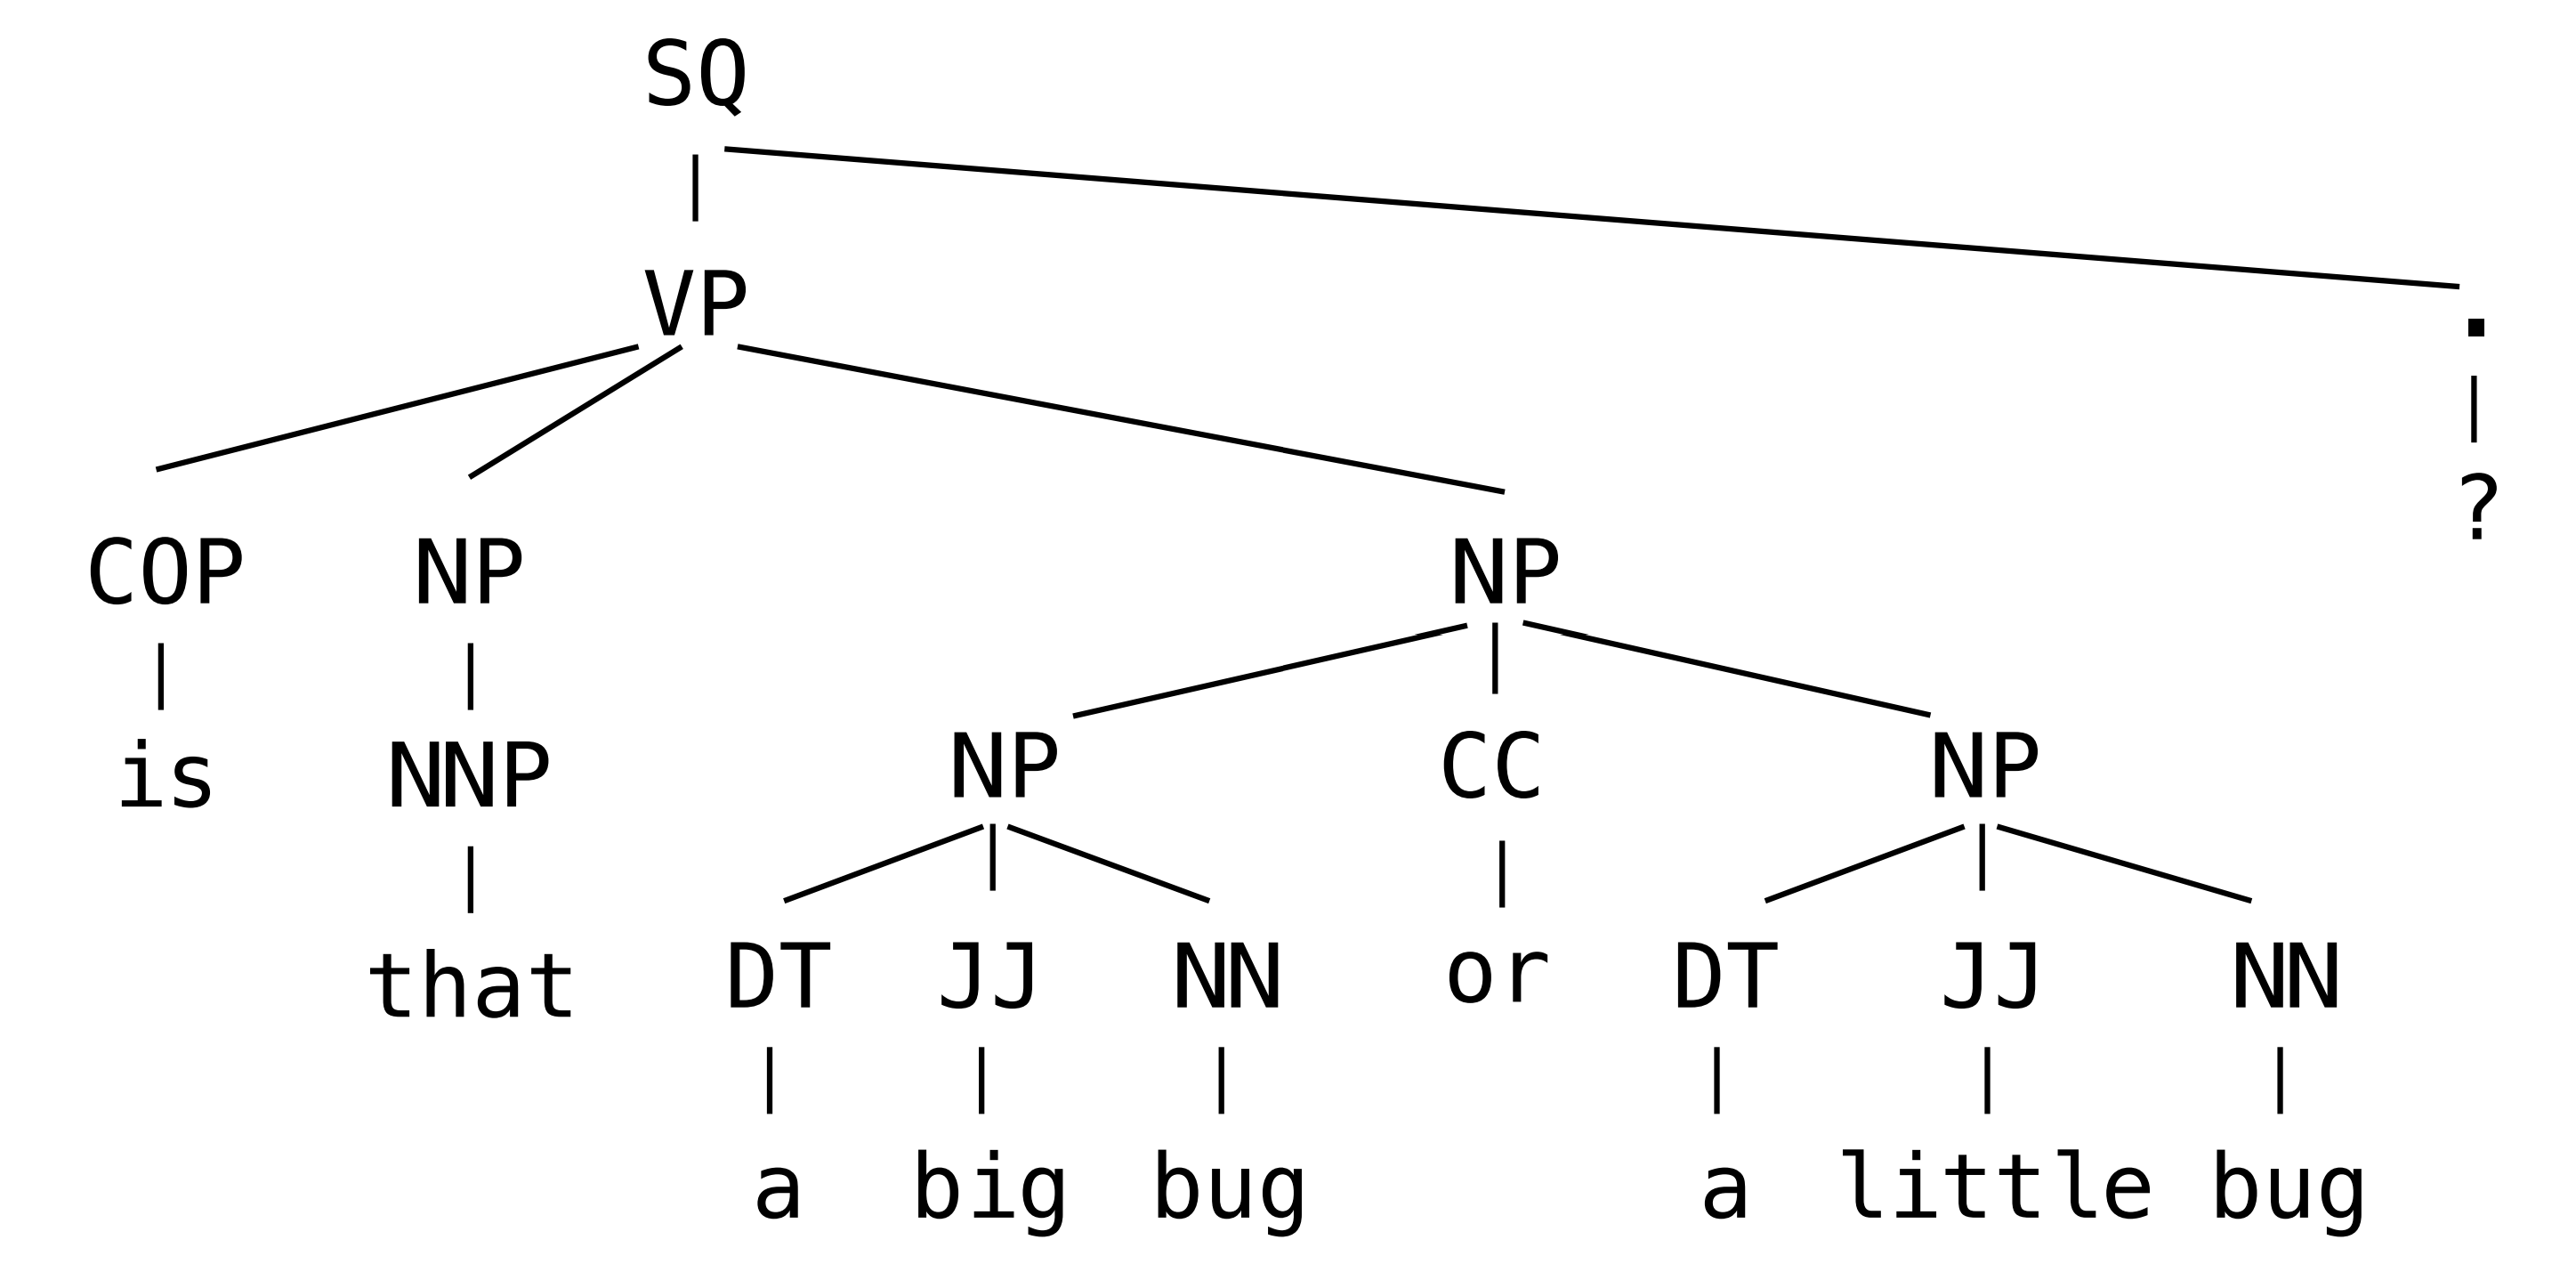 SQ
VP .
COP NP NP ?
is NNP NP CC NP
that DT JJ NN or DT JJ NN
a big bug a little bug